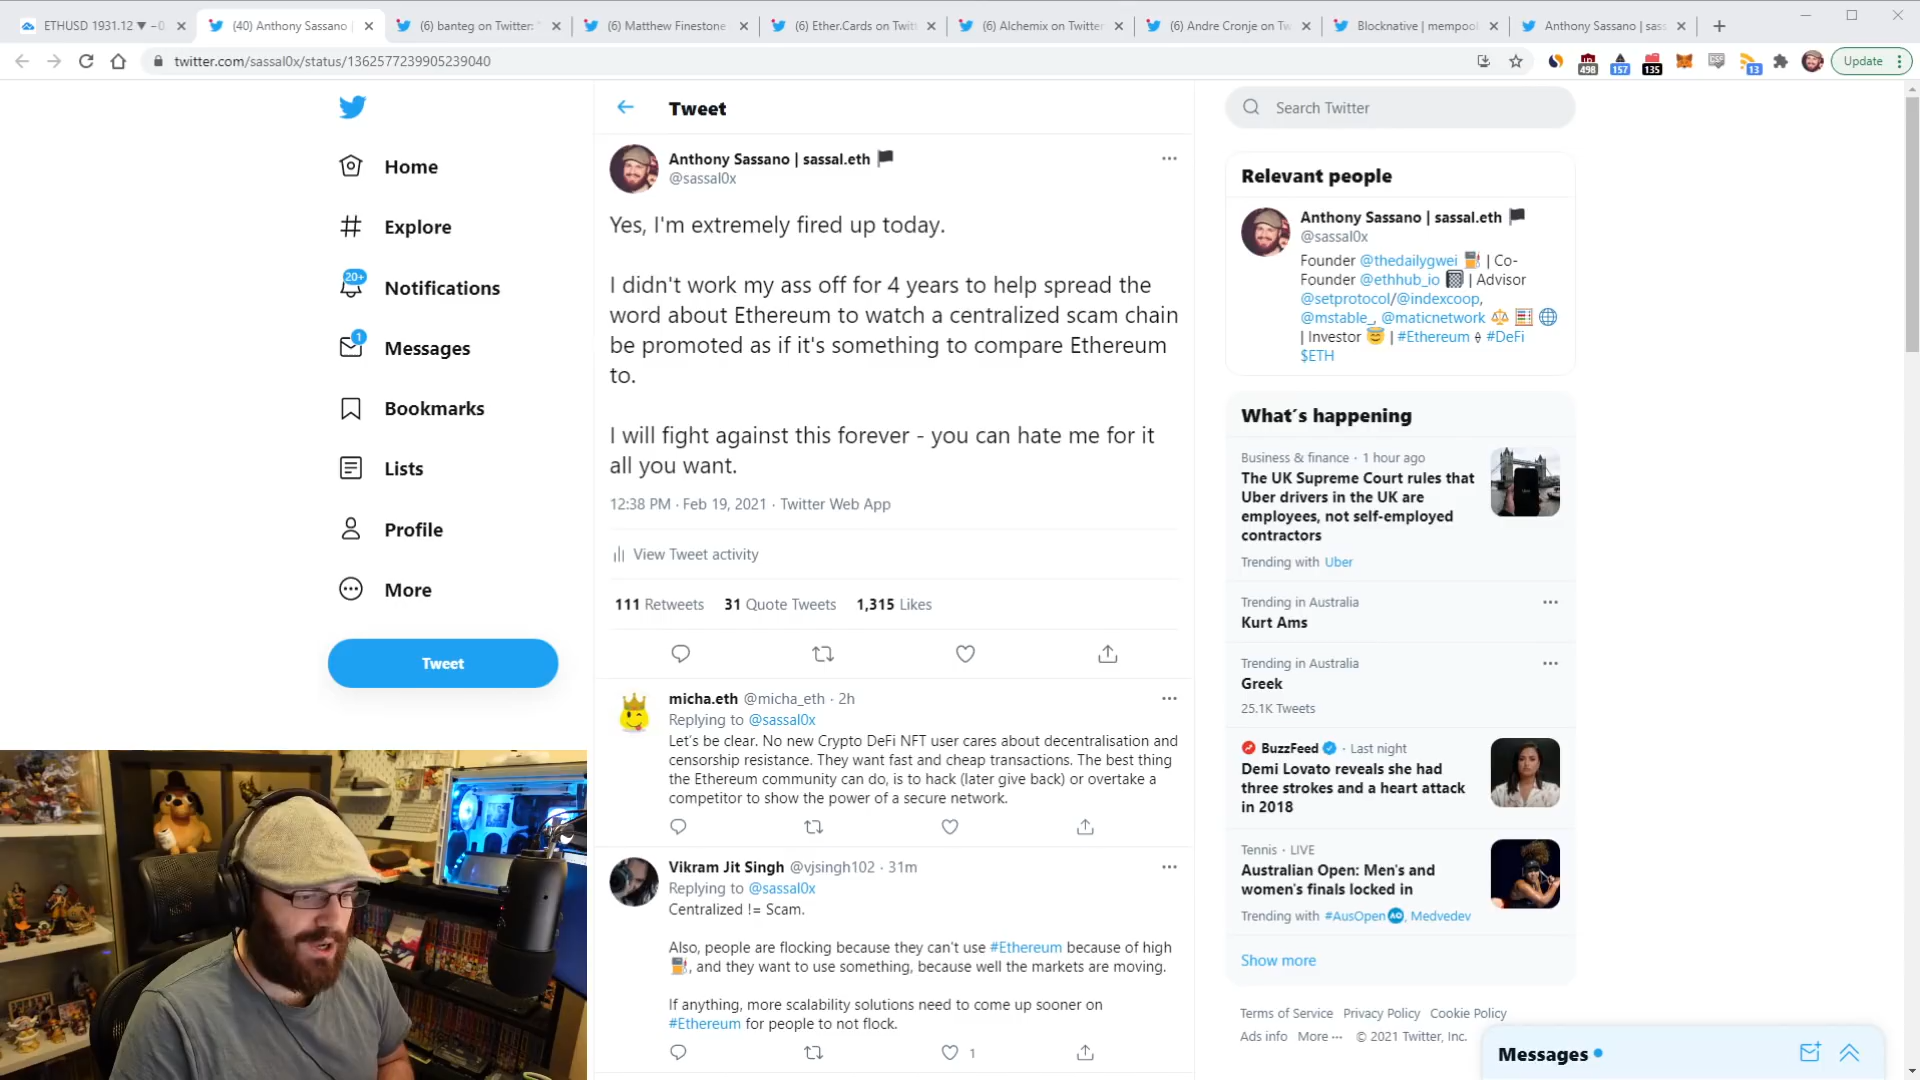 ETHUSD 1931.12 ▼ −0
(40) Anthony Sassano |
(6) banteg on Twitter: "
(6) Matthew Finestone
(6) Ether.Cards on Twitt
(6) Alchemix on Twitter
(6) Andre Cronje on Tw
Blocknative | mempool
Anthony Sassano | sass
twitter.com/sassal0x/status/1362577239905239040
498
157
135
13
Update
Home
Explore
20+
Notifications
1
Messages
Bookmarks
Lists
Profile
More
Tweet
Tweet
Anthony Sassano | sassal.eth
@sassal0x
Yes, I'm extremely fired up today.
I didn't work my ass off for 4 years to help spread the
word about Ethereum to watch a centralized scam chain
be promoted as if it's something to compare Ethereum
to.
I will fight against this forever - you can hate me for it
all you want.
12:38 PM · Feb 19, 2021 · Twitter Web App
View Tweet activity
111 Retweets 31 Quote Tweets 1,315 Likes
micha.eth @micha_eth · 2h
Replying to @sassal0x
Let's be clear. No new Crypto DeFi NFT user cares about decentralisation and
censorship resistance. They want fast and cheap transactions. The best thing
the Ethereum community can do, is to hack (later give back) or overtake a
competitor to show the power of a secure network.
Vikram Jit Singh @vjsingh102 · 31m
Replying to @sassal0x
Centralized != Scam.
Also, people are flocking because they can't use #Ethereum because of high
, and they want to use something, because well the markets are moving.
If anything, more scalability solutions need to come up sooner on
#Ethereum for people to not flock.
1
Search Twitter
Relevant people
Anthony Sassano | sassal.eth
@sassal0x
Founder @thedailygwei | Co-
Founder @ethhub_io | Advisor
@setprotocol/@indexcoop,
@mstable_, @maticnetwork
| Investor | #Ethereum #DeFi
$ETH
What's happening
Business & finance · 1 hour ago
The UK Supreme Court rules that
Uber drivers in the UK are
employees, not self-employed
contractors
Trending with Uber
Trending in Australia
Kurt Ams
Trending in Australia
Greek
25.1K Tweets
BuzzFeed · Last night
Demi Lovato reveals she had
three strokes and a heart attack
in 2018
Tennis · LIVE
Australian Open: Men's and
women's finals locked in
Trending with #AusOpen, Medvedev
Show more
Terms of Service Privacy Policy Cookie Policy
Ads info More ··· © 2021 Twitter, Inc.
Messages